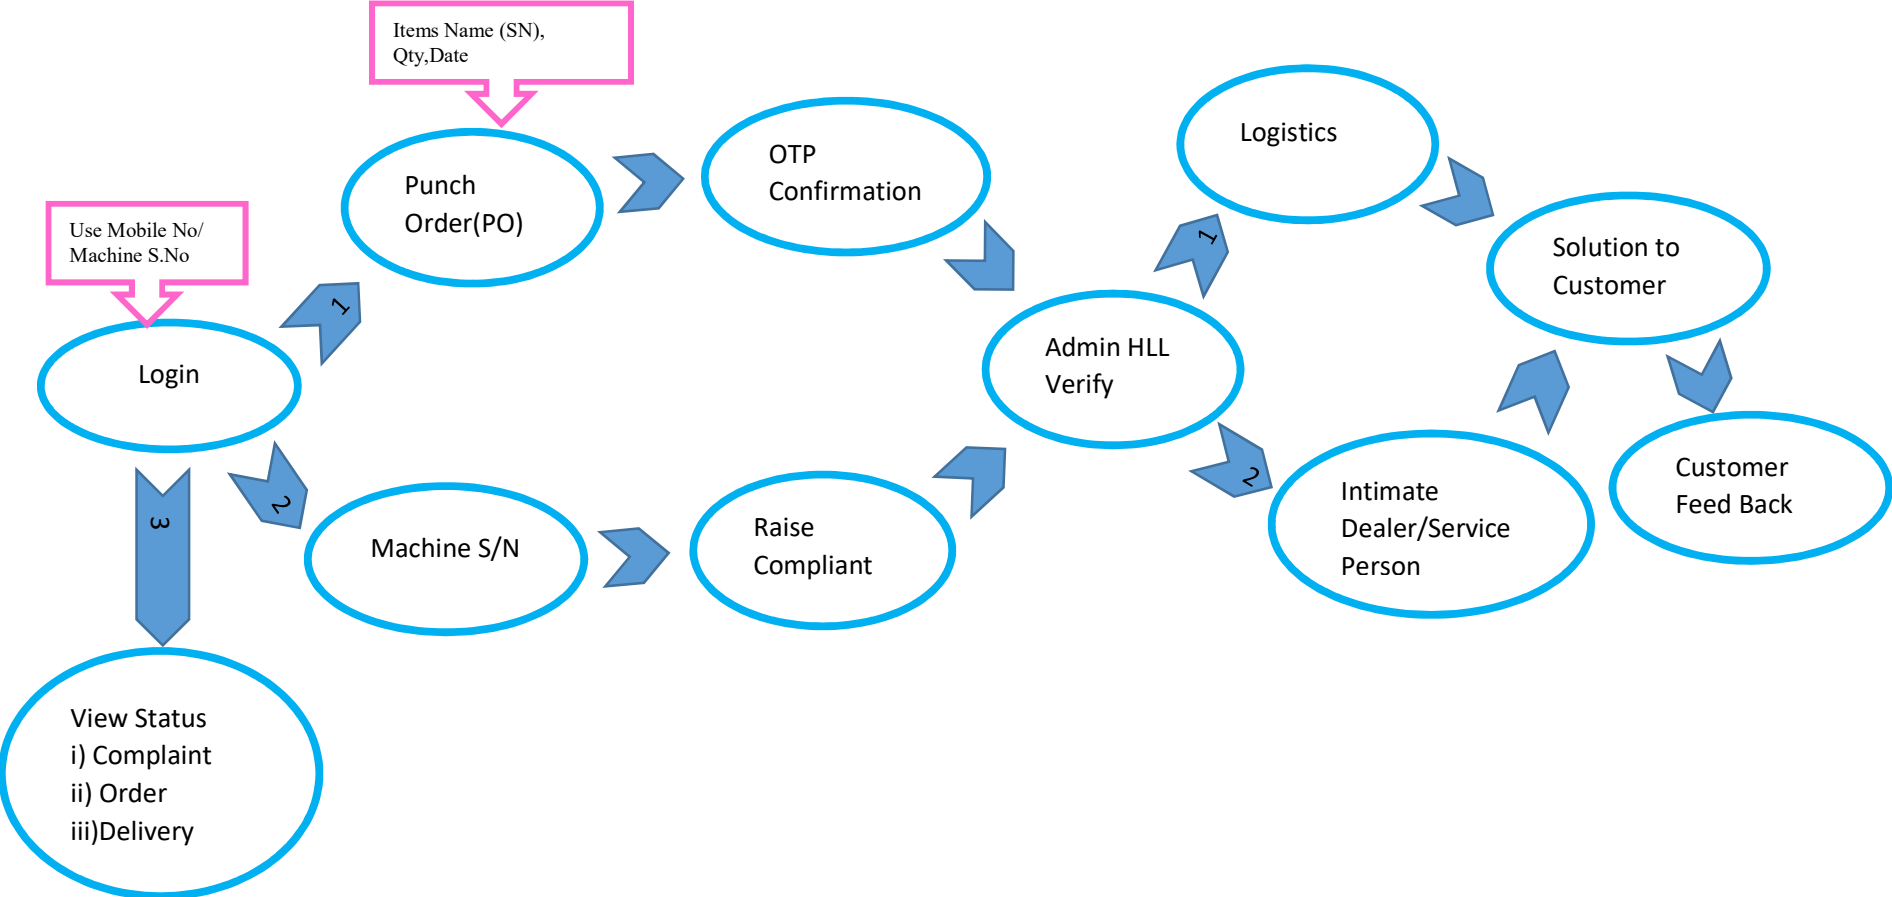 Items Name (SN),
Qty,Date
Use Mobile No/
Machine S.No
Login
1
Punch
Order(PO)
OTP
Confirmation
2
Machine S/N
Raise
Compliant
3
View Status
i) Complaint
ii) Order
iii)Delivery
Admin HLL
Verify
1
Logistics
2
Intimate
Dealer/Service
Person
Solution to
Customer
Customer
Feed Back